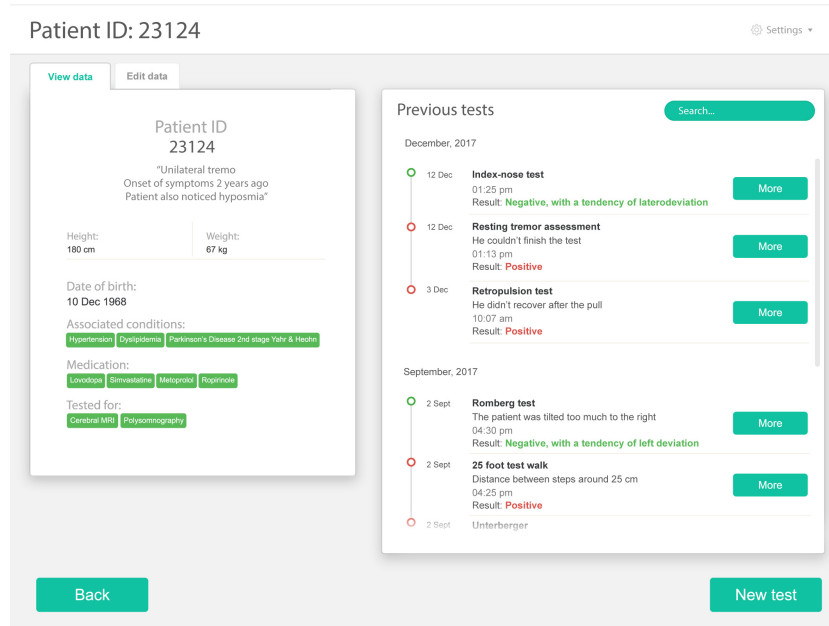 Patient ID: 23124
Settings
View data
Edit data
Patient ID
23124
"Unilateral tremo
Onset of symptoms 2 years ago
Patient also noticed hyposmia"
Height:
180 cm
Weight:
67 kg
Date of birth:
10 Dec 1968
Associated conditions:
Hypertension
Dyslipidemia
Parkinson's Disease 2nd stage Yahr & Heohn
Medication:
Lovodopa
Simvastatine
Metoprolol
Ropirinole
Tested for:
Cerebral MRI
Polysomnography
Previous tests
Search...
December, 2017
12 Dec
Index-nose test
01:25 pm
Result: Negative, with a tendency of laterodeviation
More
12 Dec
Resting tremor assessment
He couldn't finish the test
01:13 pm
Result: Positive
More
3 Dec
Retropulsion test
He didn't recover after the pull
10:07 am
Result: Positive
More
September, 2017
2 Sept
Romberg test
The patient was tilted too much to the right
04:30 pm
Result: Negative, with a tendency of left deviation
More
2 Sept
25 foot test walk
Distance between steps around 25 cm
04:25 pm
Result: Positive
More
2 Sept
Unterberger
Back
New test